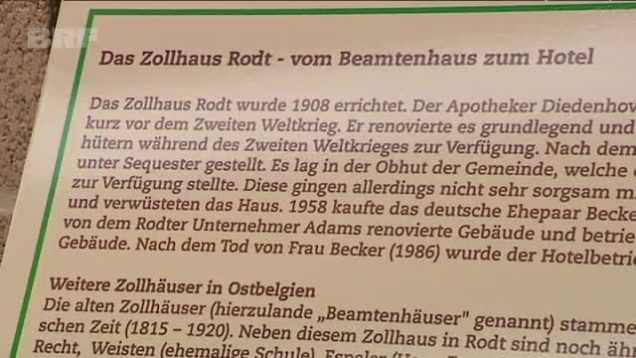 BRF
Das Zollhaus Rodt - vom Beamtenhaus zum Hotel
Das Zollhaus Rodt wurde 1908 errichtet. Der Apotheker Diedenhov
kurz vor dem Zweiten Weltkrieg. Er renovierte es grundlegend und
hütern während des Zweiten Weltkrieges zur Verfügung. Nach dem
unter Sequester gestellt. Es lag in der Obhut der Gemeinde, welche
zur Verfügung stellte. Diese gingen allerdings nicht sehr sorgsam m
und verwüsteten das Haus. 1958 kaufte das deutsche Ehepaar Becke
von dem Rodter Unternehmer Adams renovierte Gebäude und betrie
Gebäude. Nach dem Tod von Frau Becker (1986) wurde der Hotelbetri
Weitere Zollhäuser in Ostbelgien
Die alten Zollhäuser (hierzulande „Beamtenhäuser" genannt) stamme
schen Zeit (1815 – 1920). Neben diesem Zollhaus in Rodt sind noch äh
Recht, Weisten (ehemalige Schule),